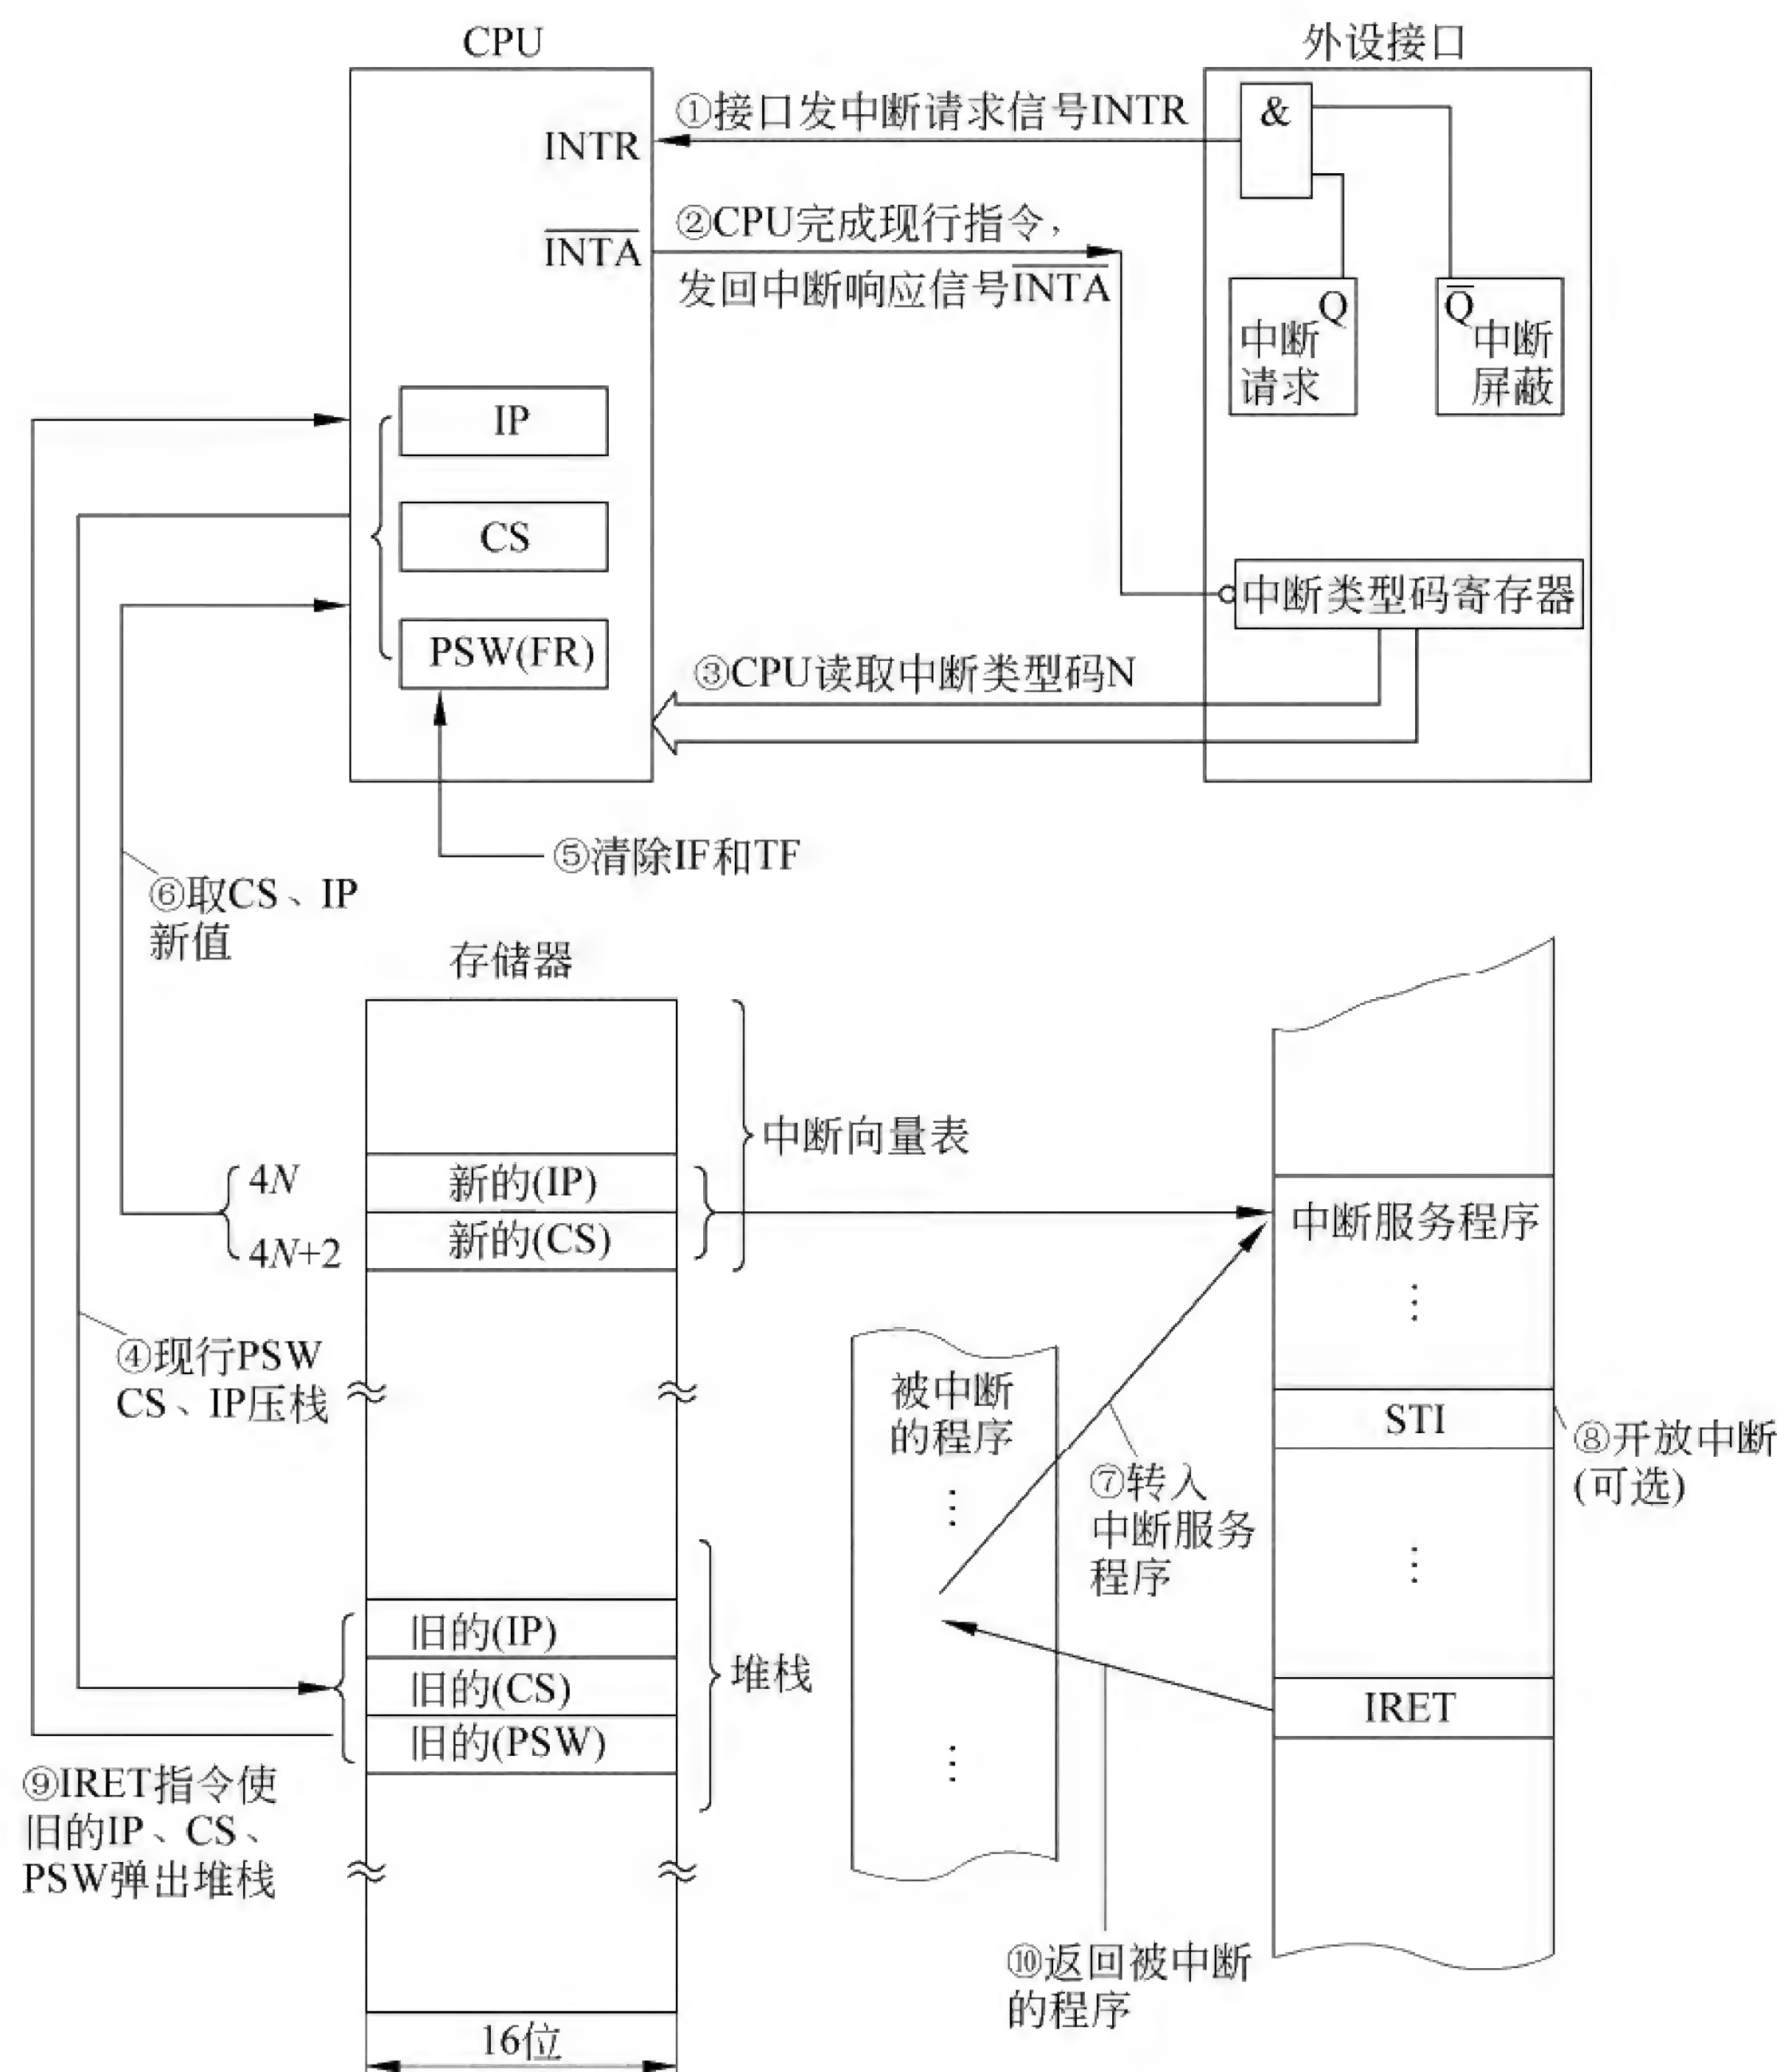 CPU
外设接口
①接口发中断请求信号INTR
&
INTR
②CPU完成现行指令,
INTA
发回中断响应信号INTA
Q
中断
请求
Q
中断
屏蔽
IP
CS
中断类型码寄存器
PSW(FR)
③CPU读取中断类型码N
⑤清除IF和TF
⑥取CS、IP
新值
存储器
中断向量表
4N
新的(IP)
4N+2
新的(CS)
中断服务程序
⋮
④现行PSW
CS、IP压栈
被中断
的程序
⋮
STI
⑧开放中断
(可选)
⑦转入
中断服务
程序
⋮
旧的(IP)
旧的(CS)
旧的(PSW)
堆栈
IRET
⋮
⑨IRET指令使
旧的IP、CS、
PSW弹出堆栈
⑩返回被中断
的程序
16位